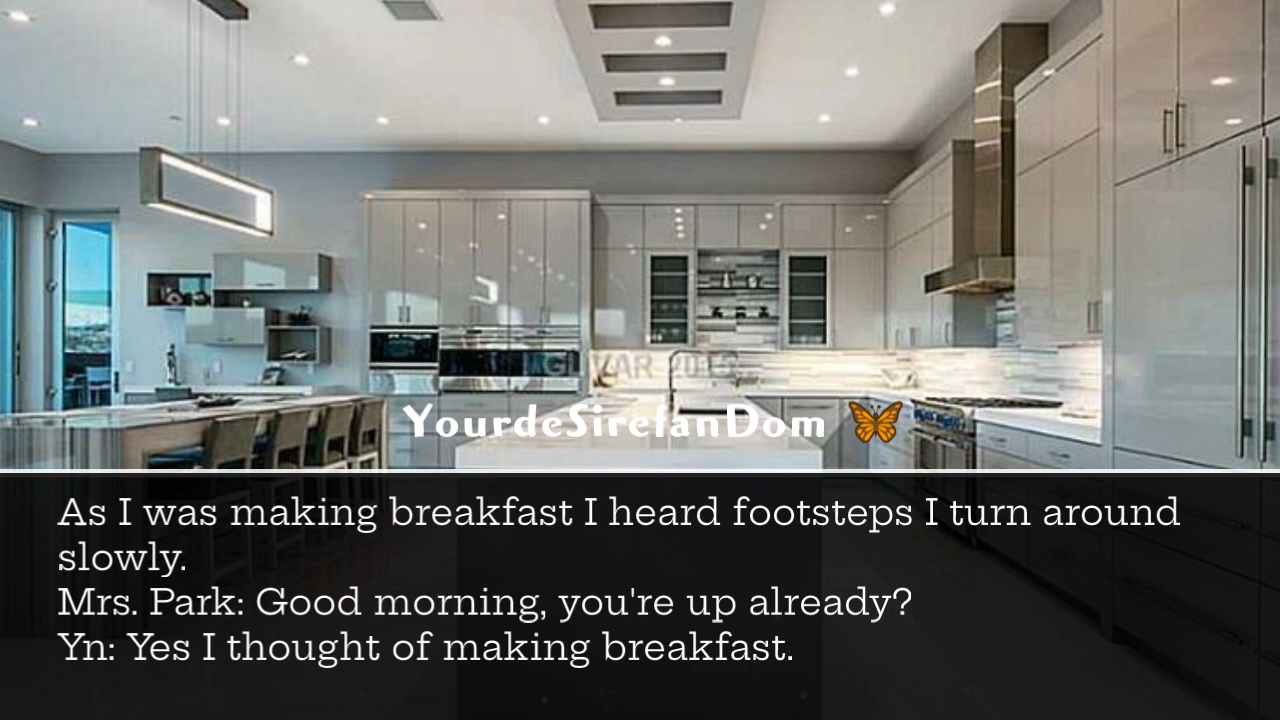 YourdeSirefanDom 🦋
As I was making breakfast I heard footsteps I turn around
slowly.
Mrs. Park: Good morning, you're up already?
Yn: Yes I thought of making breakfast.